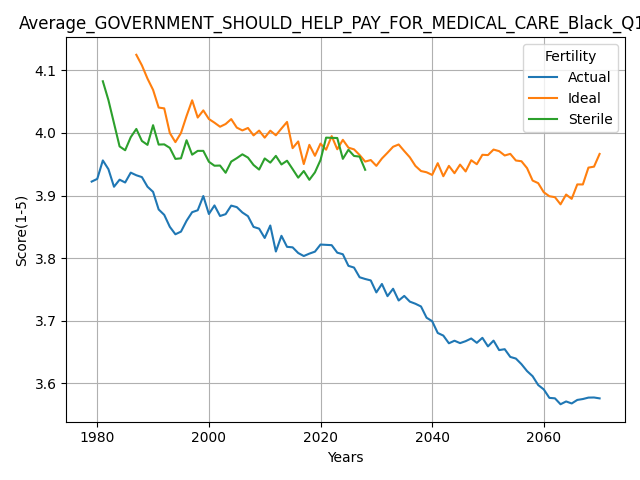 Average_GOVERNMENT_SHOULD_HELP_PAY_FOR_MEDICAL_CARE_Black_Q1
Fertility
Actual
Ideal
Sterile
Score(1-5)
4.1
4.0
3.9
3.8
3.7
3.6
1980 2000 2020 2040 2060
Years